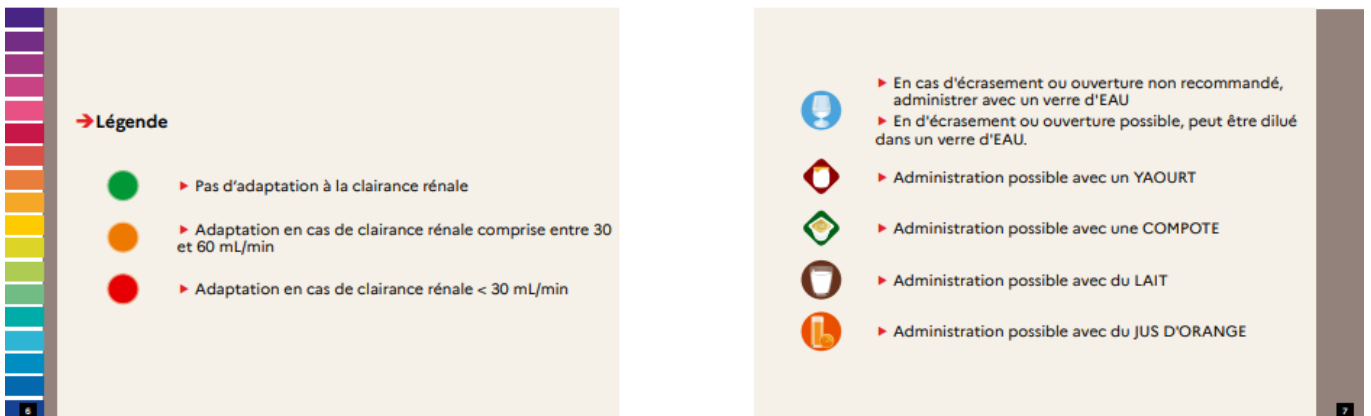 ➔Légende
► Pas d'adaptation à la clairance rénale
► Adaptation en cas de clairance rénale comprise entre 30
et 60 mL/min
► Adaptation en cas de clairance rénale < 30 mL/min
6
► En cas d'écrasement ou ouverture non recommandé,
administrer avec un verre d'EAU
► En d'écrasement ou ouverture possible, peut être dilué
dans un verre d'EAU.
► Administration possible avec un YAOURT
► Administration possible avec une COMPOTE
► Administration possible avec du LAIT
► Administration possible avec du JUS D'ORANGE
7